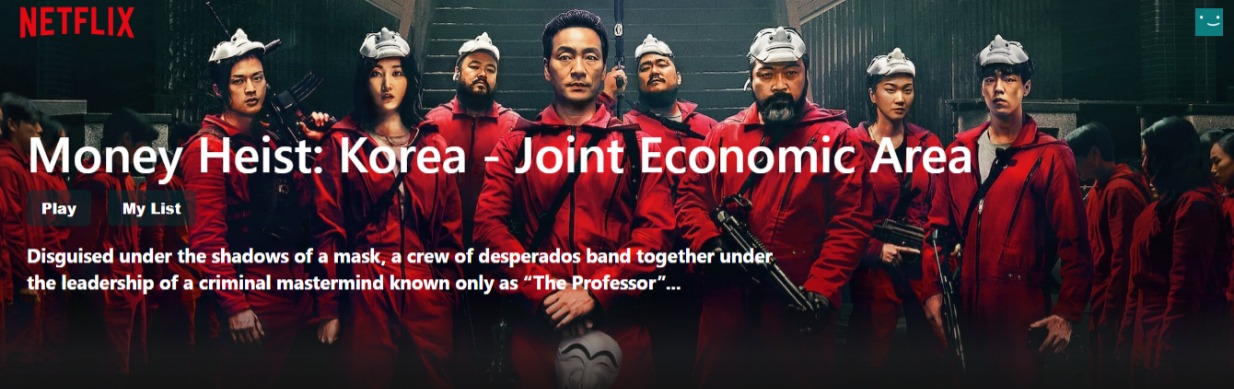 NETFLIX
Money Heist: Korea - Joint Economic Area
Play
My List
Disguised under the shadows of a mask, a crew of desperados band together under
the leadership of a criminal mastermind known only as “The Professor”...